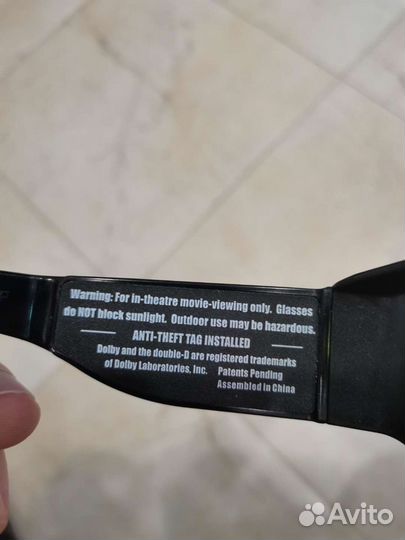 Warning: For in-theatre movie-viewing only. Glasses
do NOT block sunlight. Outdoor use may be hazardous.
ANTI-THEFT TAG INSTALLED
Dolby and the double-D are registered trademarks
of Dolby Laboratories, Inc. Patents Pending
Assembled in China
Avito